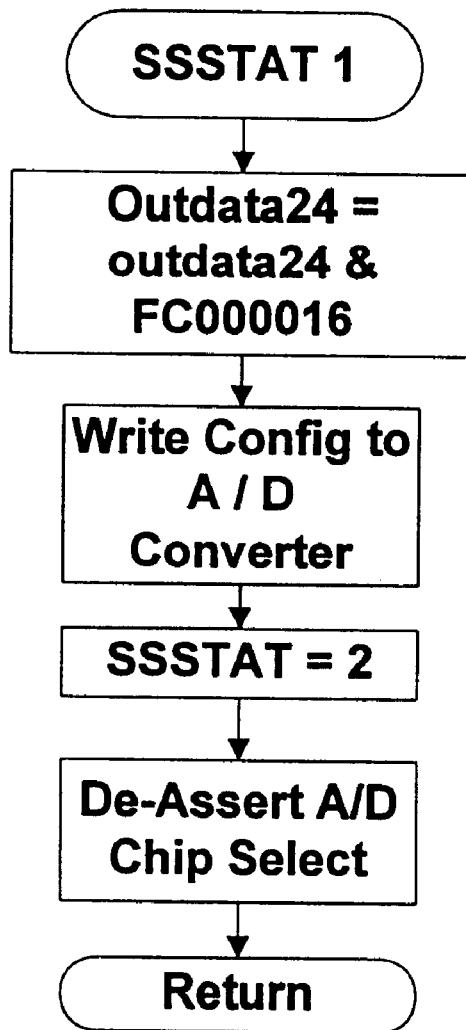 SSSTAT 1
Outdata24 =
outdata24 &
FC000016
Write Config to
A / D
Converter
SSSTAT = 2
De-Assert A/D
Chip Select
Return